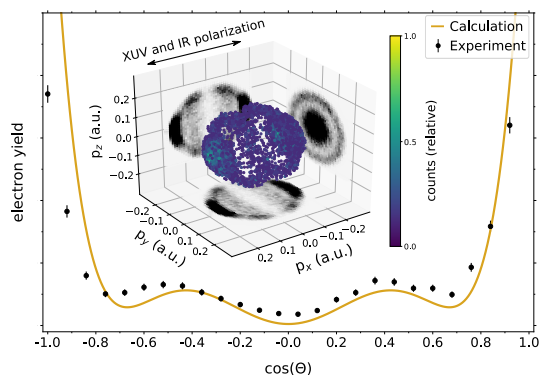 XUV and IR polarization
Calculation
Experiment
electron yield
counts (relative)
1.0
0.5
0.0
p_z (a.u.)
0.2
0.1
0.0
-0.1
-0.2
p_y (a.u.)
-0.2
-0.1
0.0
0.1
0.2
p_x (a.u.)
0.2
0.1
0.0
-0.1
-0.2
-1.0 -0.8 -0.6 -0.4 -0.2 -0.0 0.2 0.4 0.6 0.8 1.0
cos(Θ)